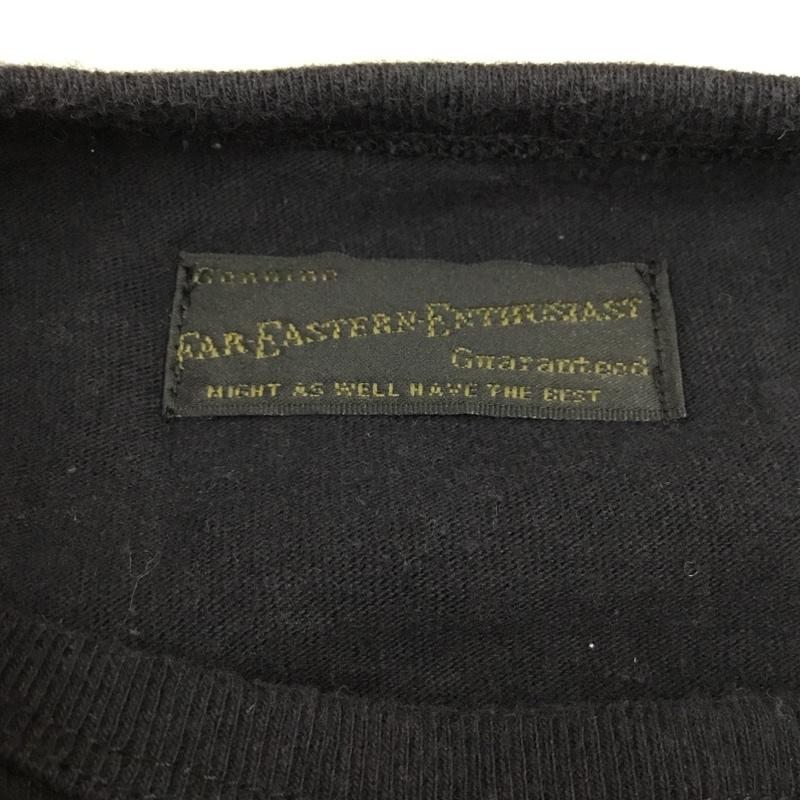 Genuine
FAR EASTERN ENTHUSIAST
Guaranteed
MIGHT AS WELL HAVE THE BEST